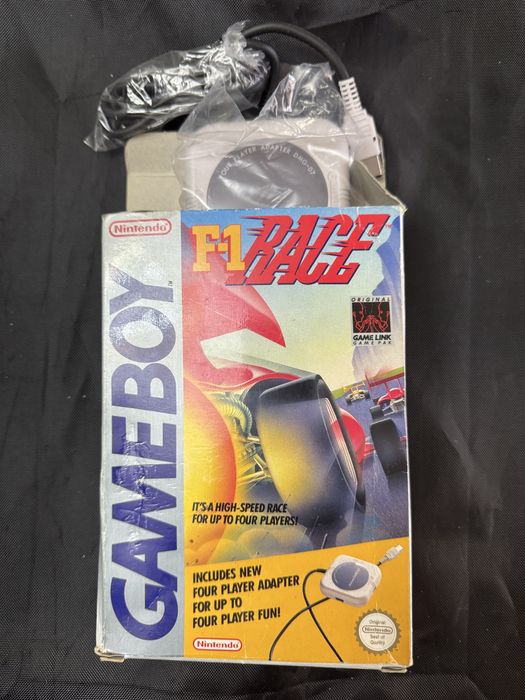 FOUR PLAYER ADAPTER DMG-07
Nintendo
GAMEBOY
TM
F-1 RACE
TM
ORIGINAL
GAME LINK
GAME PAK
IT'S A HIGH-SPEED RACE
FOR UP TO FOUR PLAYERS!
INCLUDES NEW
FOUR PLAYER ADAPTER
FOR UP TO
FOUR PLAYER FUN!
Nintendo
Original
Nintendo
Seal of
Quality